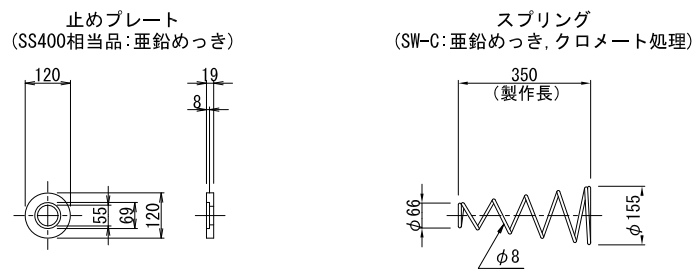 止めプレート
(SS400相当品:亜鉛めっき)
120
19
8
55
69
120
スプリング
(SW-C:亜鉛めっき,クロメート処理)
350
(製作長)
φ66
φ8
φ155